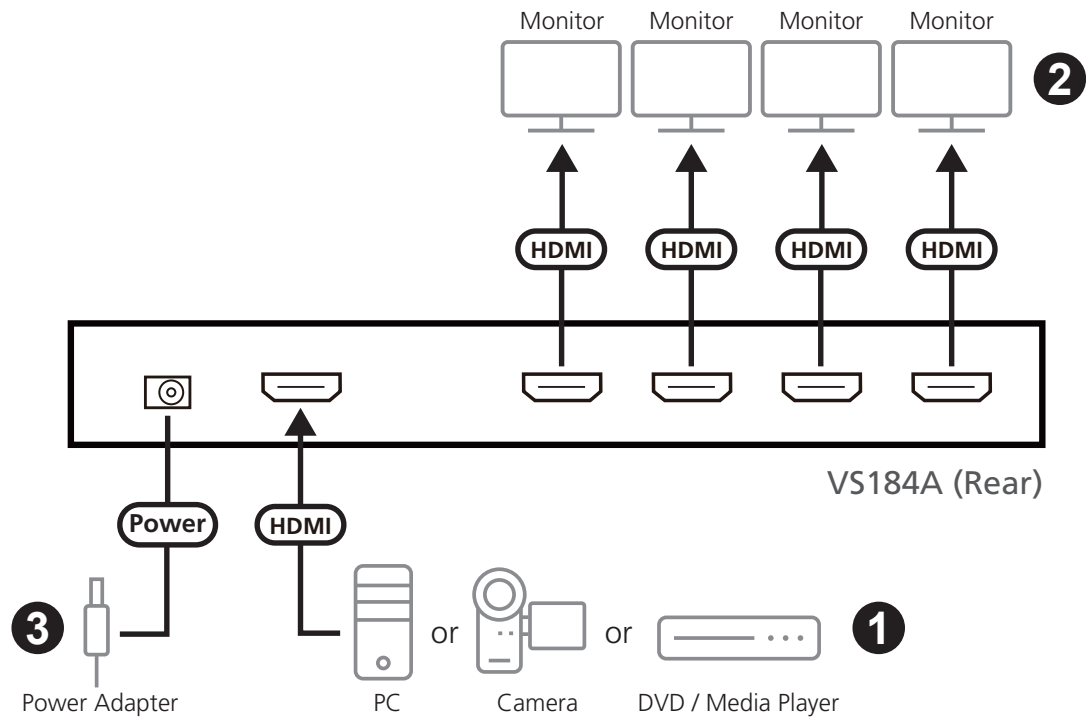 Monitor Monitor Monitor Monitor
2
HDMI HDMI HDMI HDMI
VS184A (Rear)
Power HDMI
3 or or 1
Power Adapter PC Camera DVD / Media Player